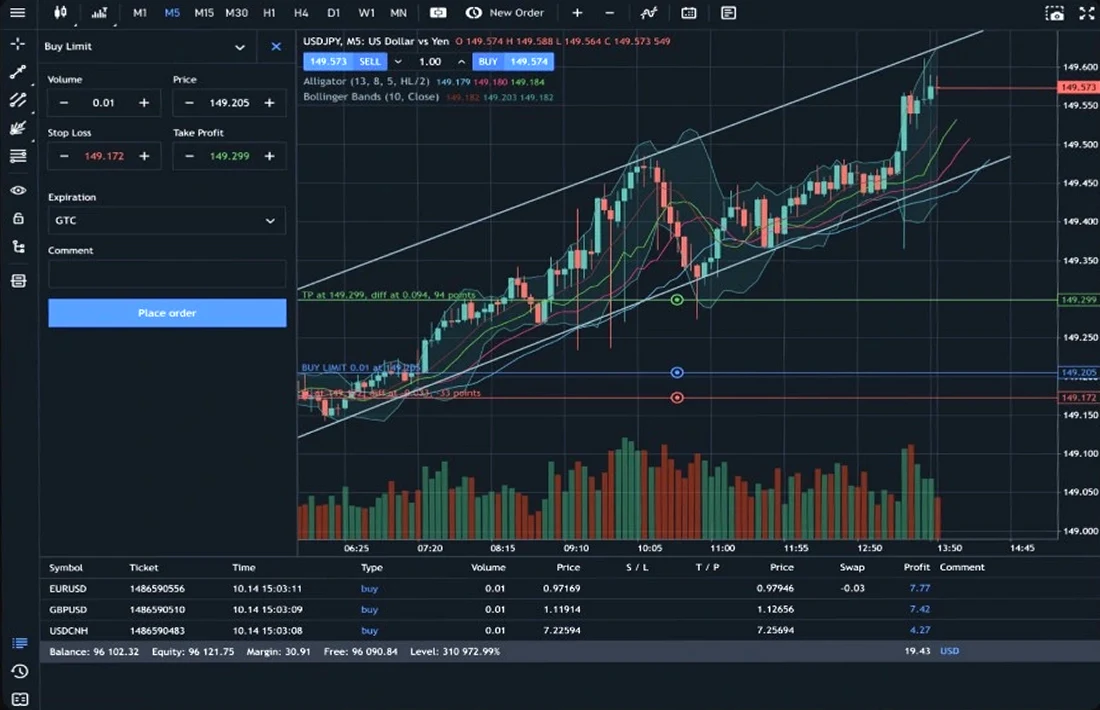 M1 M5 M15 M30 H1 H4 D1 W1 MN New Order
Buy Limit
Volume Price
0.01 149.205
Stop Loss Take Profit
149.172 149.299
Expiration
GTC
Comment
Place order
USDJPY, M5: US Dollar vs Yen O 149.574 H 149.588 L 149.564 C 149.573 549
149.573 SELL 1.00 BUY 149.574
Alligator (13, 8, 5, HL/2) 149.179 149.180 149.184
Bollinger Bands (10, Close) 149.182 149.203 149.182
TP at 149.299, diff at 0.094, 94 points
BUY LIMIT 0.01 at 149.205
149.600
149.573
149.550
149.500
149.450
149.400
149.350
149.299
149.250
149.205
149.172
149.150
149.100
149.050
149.000
06:25 07:20 08:15 09:10 10:05 11:00 11:55 12:50 13:50 14:45
Symbol Ticket Time Type Volume Price S / L T / P Price Swap Profit Comment
EURUSD 1486590556 10.14 15:03:11 buy 0.01 0.97169 0.97946 -0.03 7.77
GBPUSD 1486590510 10.14 15:03:09 buy 0.01 1.11914 1.12656 7.42
USDCNH 1486590483 10.14 15:03:08 buy 0.01 7.22594 7.25694 4.27
Balance: 96 102.32 Equity: 96 121.75 Margin: 30.91 Free: 96 090.84 Level: 310 972.99% 19.43 USD